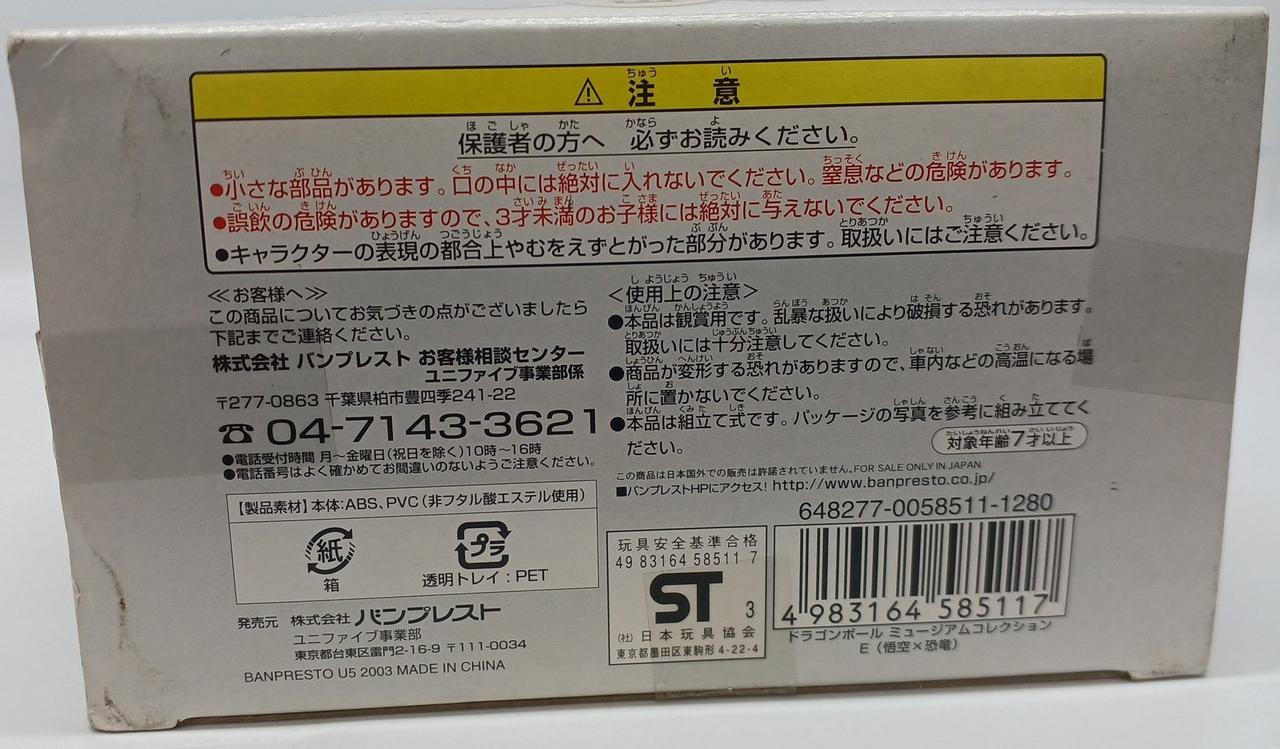 ⚠ 注意
保護者の方へ 必ずお読みください。
●小さな部品があります。口の中には絶対に入れないでください。窒息などの危険があります。
●誤飲の危険がありますので、3才未満のお子様には絶対に与えないでください。
●キャラクターの表現の都合上やむをえずとがった部分があります。取扱いにはご注意ください。
≪お客様へ≫
この商品についてお気づきの点がございましたら
下記までご連絡ください。
株式会社 バンプレスト お客様相談センター
ユニファイブ事業部係
〒277-0863 千葉県柏市豊四季241-22
☎ 04-7143-3621
●電話受付時間 月～金曜日(祝日を除く)10時～16時
●電話番号はよく確かめてお間違いのないようご注意ください。
【製品素材】本体:ABS、PVC(非フタル酸エステル使用)
紙
箱
プラ
透明トレイ:PET
発売元 株式会社 バンプレスト
ユニファイブ事業部
東京都台東区雷門2-16-9 〒111-0034
BANPRESTO U5 2003 MADE IN CHINA
＜使用上の注意＞
●本品は観賞用です。乱暴な扱いにより破損する恐れがあります。
取扱いには十分注意してください。
●商品が変形する恐れがありますので、車内などの高温になる場
所に置かないでください。
●本品は組立て式です。パッケージの写真を参考に組み立ててく
ださい。
対象年齢7才以上
この商品は日本国外での販売は許諾されていません。FOR SALE ONLY IN JAPAN
■バンプレストHPにアクセス! http://www.banpresto.co.jp/
648277-0058511-1280
玩具安全基準合格
49 83164 58511 7
ST 3
(社)日本玩具協会
東京都墨田区東駒形4-22-4
4 983164 585117
ドラゴンボール ミュージアムコレクション
E(悟空×恐竜)